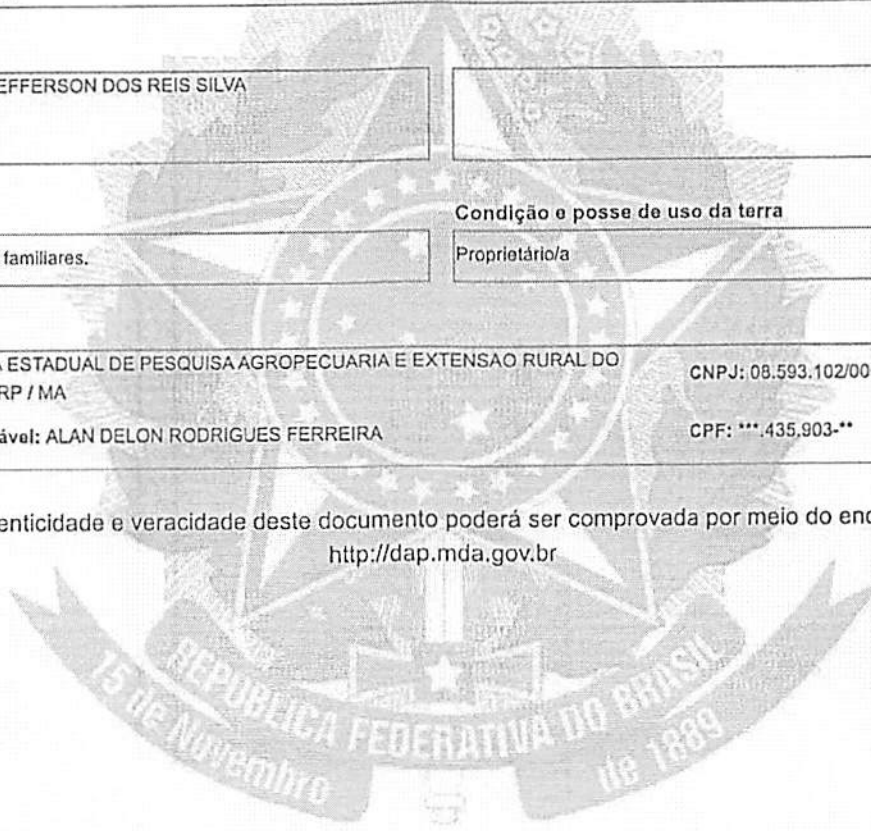 EFFERSON DOS REIS SILVA
Condição e posse de uso da terra
familiares.
Proprietário/a
A ESTADUAL DE PESQUISA AGROPECUARIA E EXTENSAO RURAL DO
RP / MA
CNPJ: 08.593.102/00
ável: ALAN DELON RODRIGUES FERREIRA
CPF: ***.435.903-**
enticidade e veracidade deste documento poderá ser comprovada por meio do end
http://dap.mda.gov.br
REPUBLICA FEDERATIVA DO BRASIL
15 de Novembro
de 1889